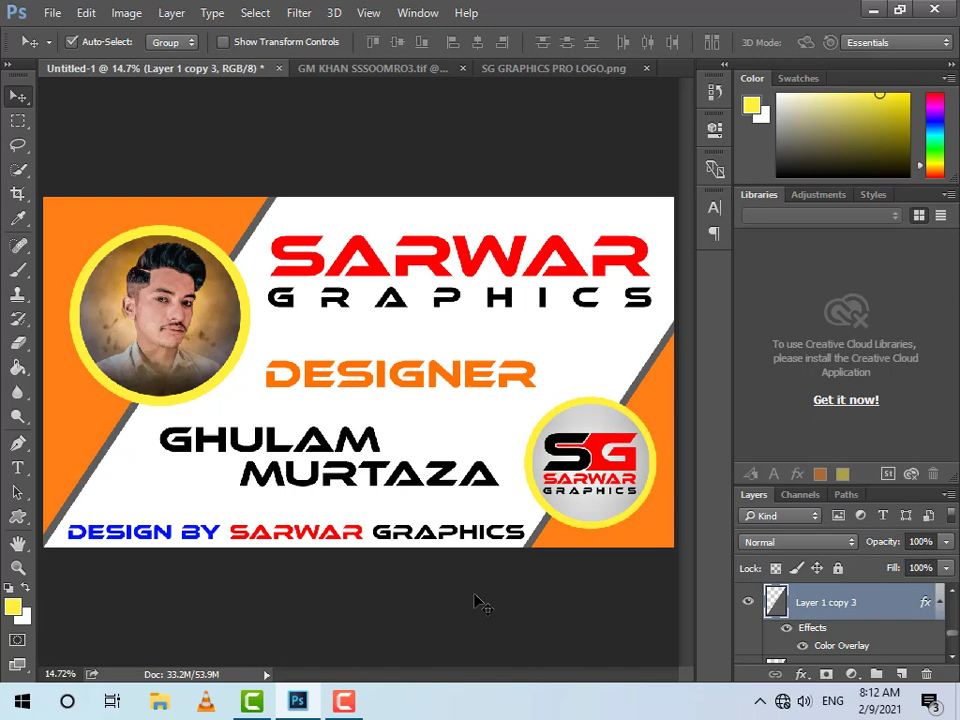 Ps File Edit Image Layer Type Select Filter 3D View Window Help
Auto-Select: Group Show Transform Controls 3D Mode: Essentials
Untitled-1 @ 14.7% (Layer 1 copy 3, RGB/8) * × GM KHAN SSSOOMRO3.tif @... × SG GRAPHICS PRO LOGO.png ×
Color Swatches
Libraries Adjustments Styles
SARWAR
GRAPHICS
DESIGNER
GHULAM
MURTAZA
SG
SARWAR
GRAPHICS
DESIGN BY SARWAR GRAPHICS
To use Creative Cloud Libraries,
please install the Creative Cloud
Application
Get it now!
St
Layers Channels Paths
Kind
Normal Opacity: 100%
Lock: Fill: 100%
Layer 1 copy 3 fx
Effects
Color Overlay
14.72% Doc: 33.2M/53.9M
Ps ENG 8:12 AM
2/9/2021 3